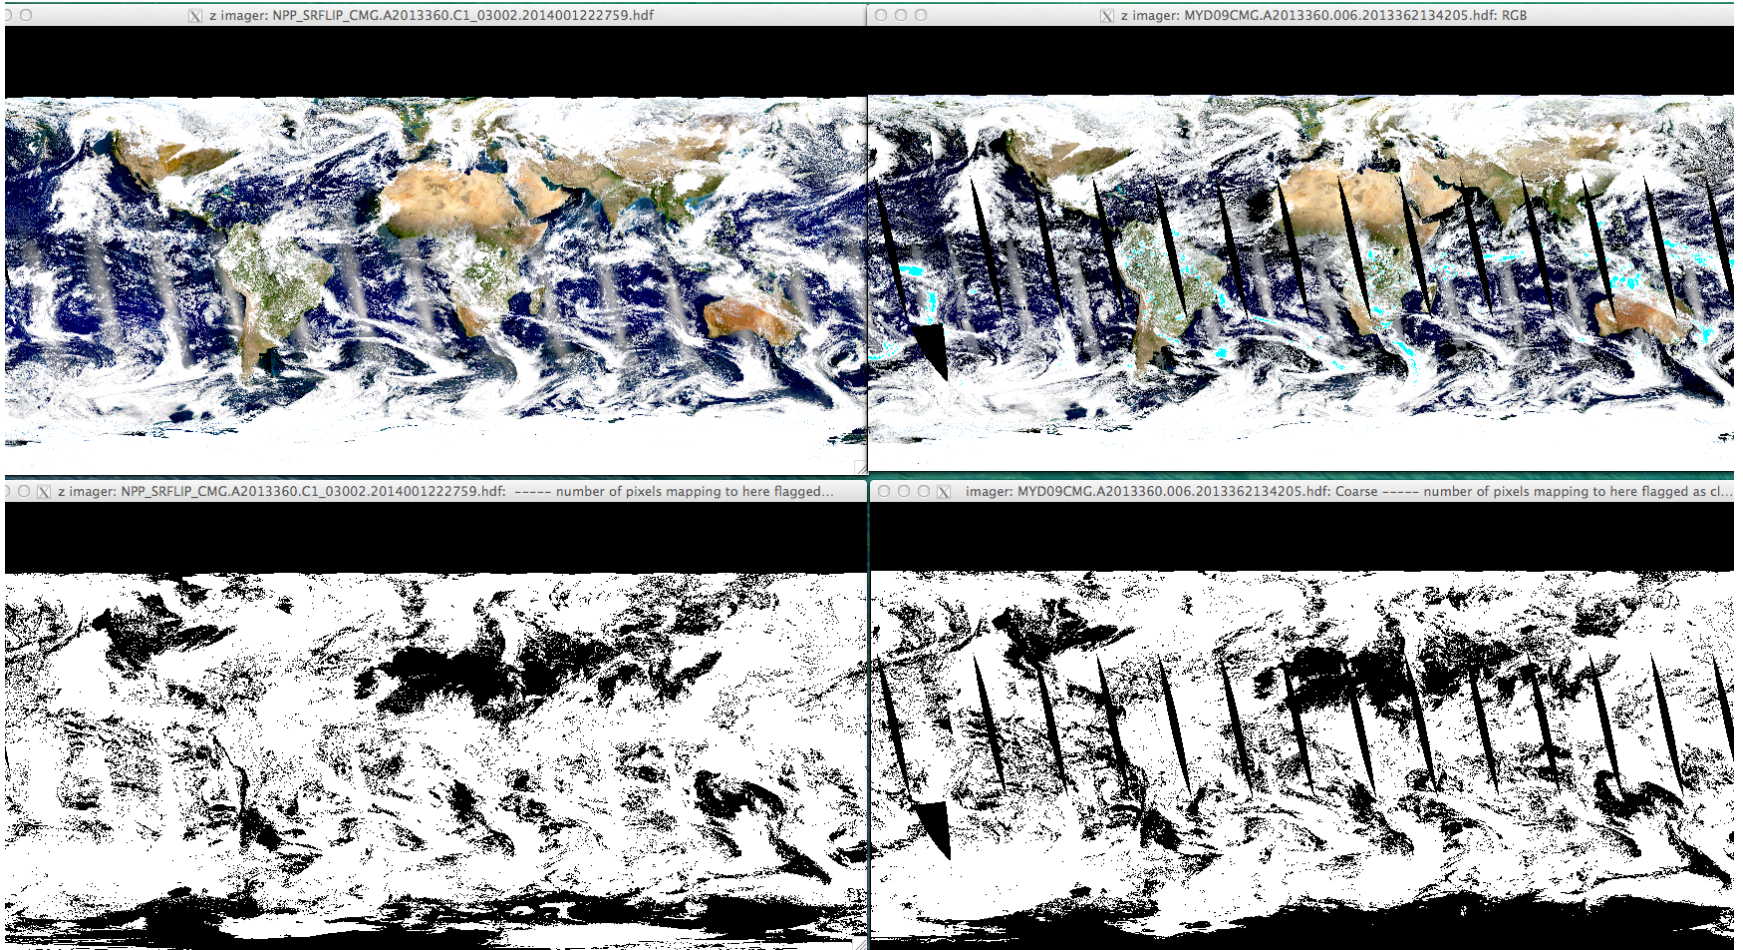 z imager: NPP_SRFLIP_CMG.A2013360.C1_03002.2014001222759.hdf
z imager: MYD09CMG.A2013360.006.2013362134205.hdf: RGB
z imager: NPP_SRFLIP_CMG.A2013360.C1_03002.2014001222759.hdf: ----- number of pixels mapping to here flagged...
imager: MYD09CMG.A2013360.006.2013362134205.hdf: Coarse ----- number of pixels mapping to here flagged as cl...